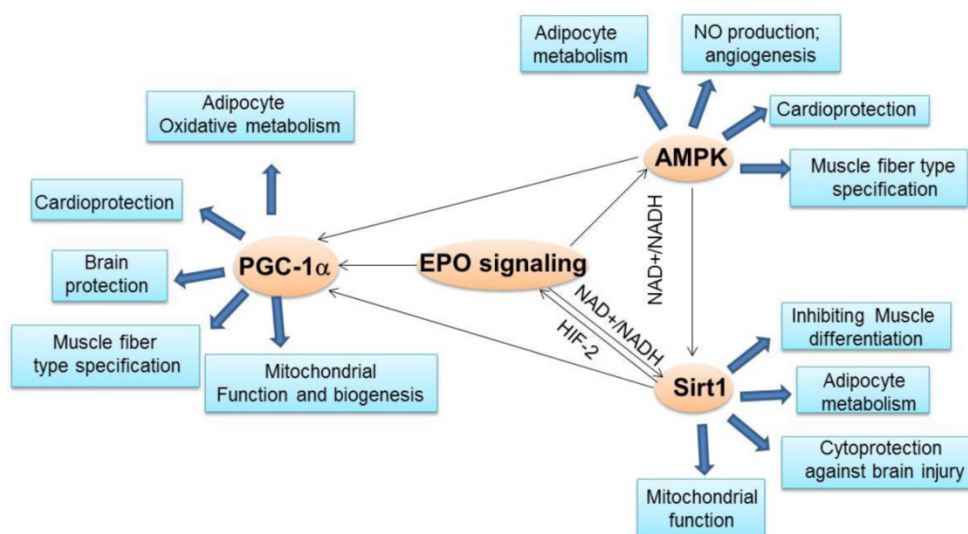 Adipocyte
metabolism
NO production;
angiogenesis
Cardioprotection
AMPK
Muscle fiber type
specification
Adipocyte
Oxidative metabolism
Cardioprotection
Brain
protection
PGC-1α
Muscle fiber
type specification
Mitochondrial
Function and biogenesis
EPO signaling
NAD+/NADH
NAD+/NADH
HIF-2
Sirt1
Inhibiting Muscle
differentiation
Adipocyte
metabolism
Cytoprotection
against brain injury
Mitochondrial
function